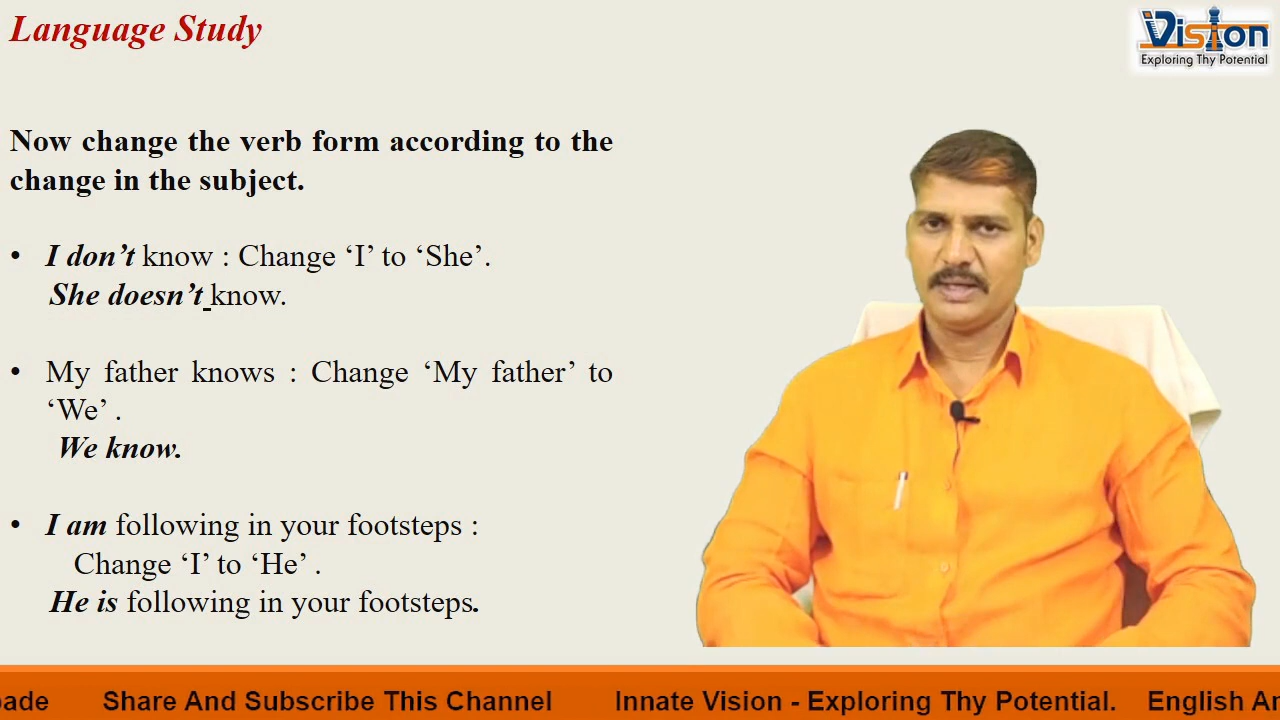 Language Study
Vision
Exploring Thy Potential
Now change the verb form according to the
change in the subject.
• I don’t know : Change ‘I’ to ‘She’.
She doesn’t know.
• My father knows : Change ‘My father’ to
‘We’ .
We know.
• I am following in your footsteps :
Change ‘I’ to ‘He’ .
He is following in your footsteps.
Share And Subscribe This Channel Innate Vision - Exploring Thy Potential. English